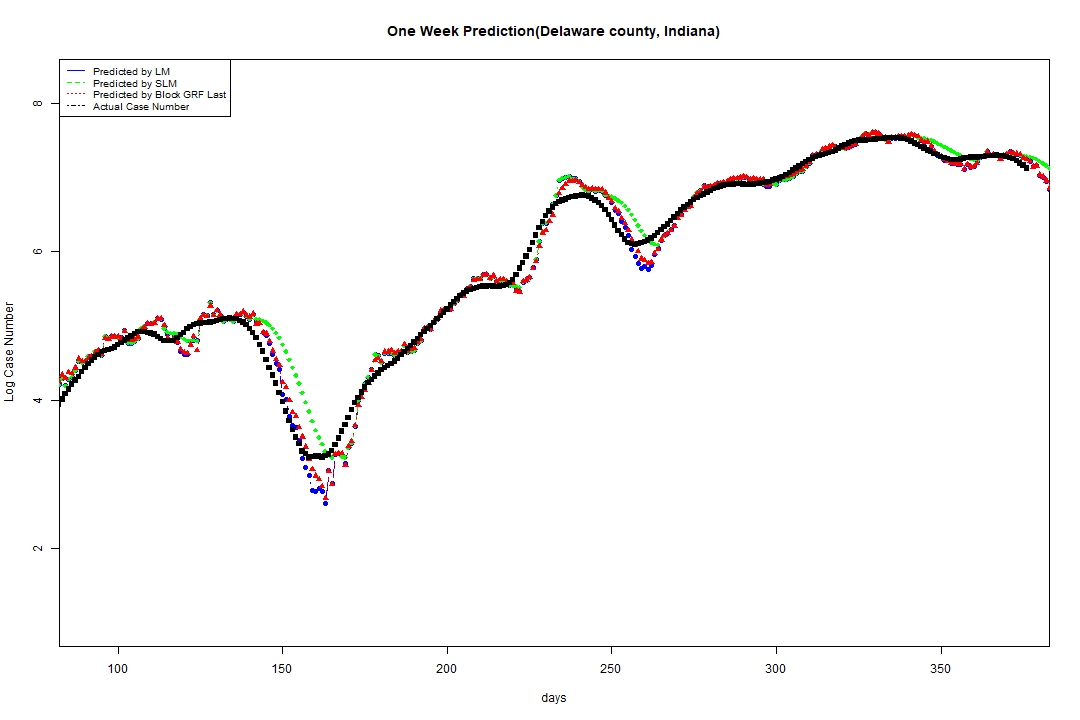 One Week Prediction(Delaware county, Indiana)
Predicted by LM
Predicted by SLM
Predicted by Block GRF Last
Actual Case Number
8
6
4
2
Log Case Number
100 150 200 250 300 350
days